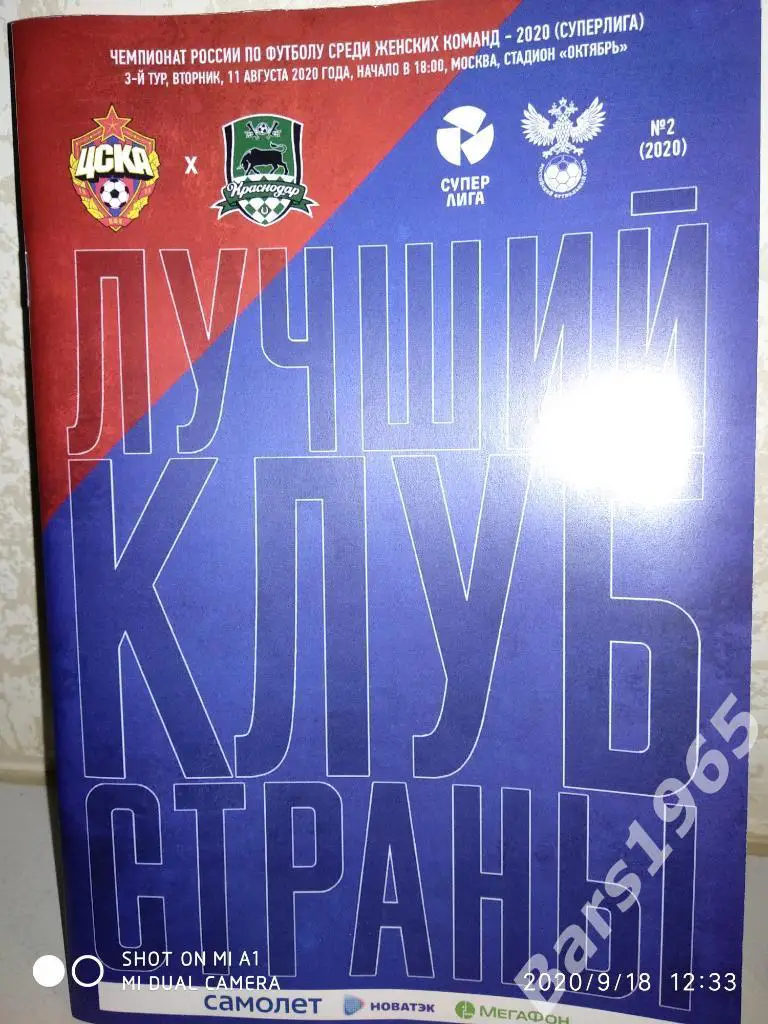 ЧЕМПИОНАТ РОССИИ ПО ФУТБОЛУ СРЕДИ ЖЕНСКИХ КОМАНД - 2020 (СУПЕРЛИГА)
3-Й ТУР, ВТОРНИК, 11 АВГУСТА 2020 ГОДА, НАЧАЛО В 18:00, МОСКВА, СТАДИОН «ОКТЯБРЬ»
ЦСКА X Краснодар
СУПЕР ЛИГА
№2
(2020)
ЛУЧШИЙ
КЛУБ
СТРАНЫ
Bars1965
SHOT ON MI A1
MI DUAL CAMERA
2020/9/18 12:33
самолет НОВАТЭК МЕГАФОН